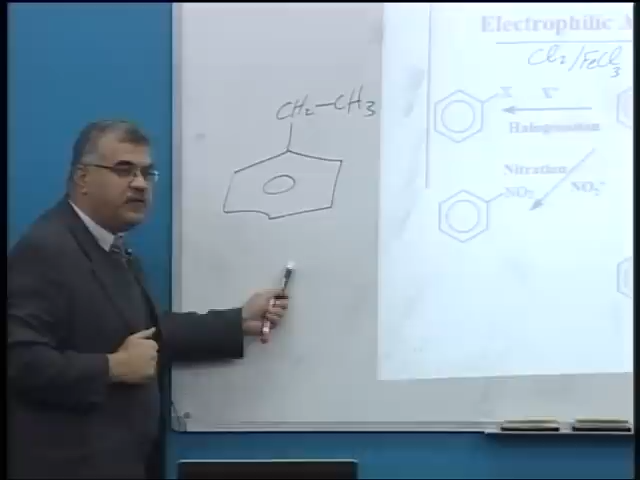 CH₂—CH₃
Electrophilic
Cl₂/FeCl₃
X
X⁺
Halogenation
Nitration
NO₂
NO₂⁺